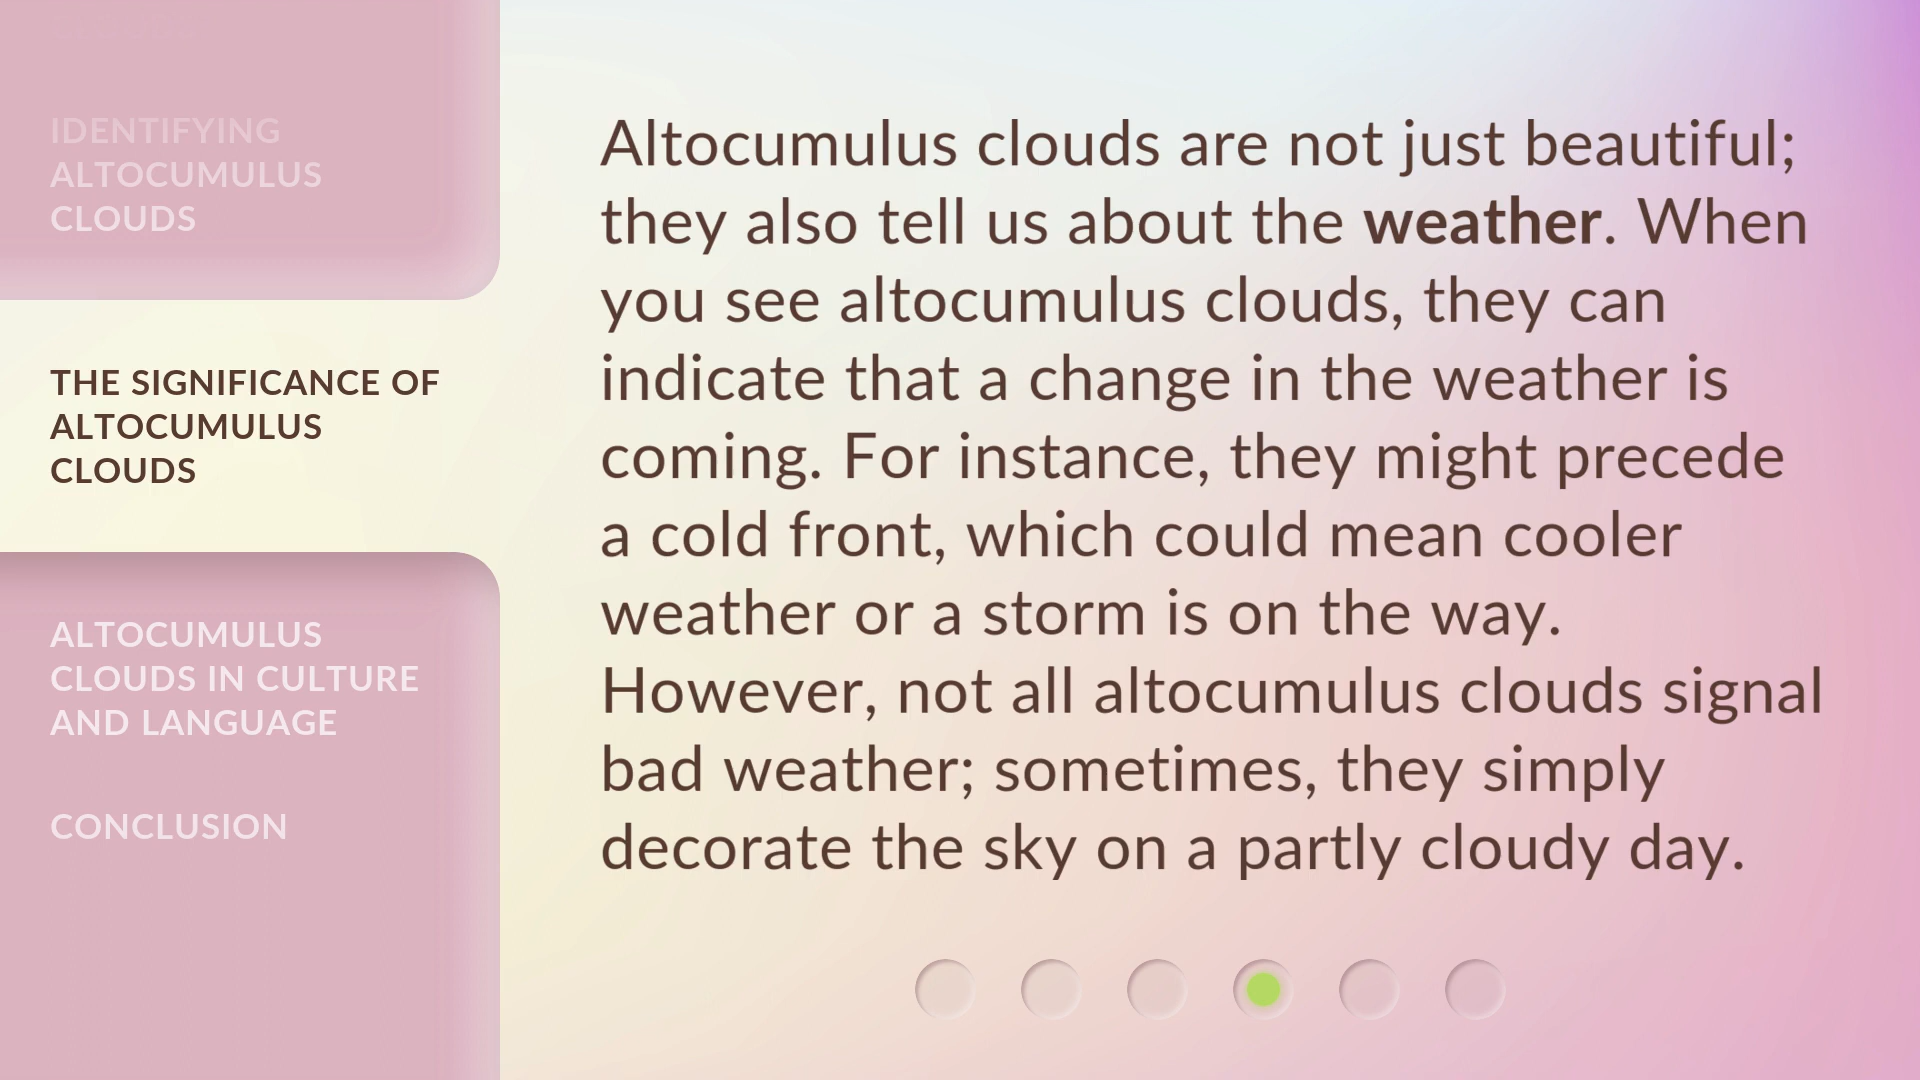 IDENTIFYING
ALTOCUMULUS
CLOUDS
THE SIGNIFICANCE OF
ALTOCUMULUS
CLOUDS
ALTOCUMULUS
CLOUDS IN CULTURE
AND LANGUAGE
CONCLUSION
Altocumulus clouds are not just beautiful;
they also tell us about the weather. When
you see altocumulus clouds, they can
indicate that a change in the weather is
coming. For instance, they might precede
a cold front, which could mean cooler
weather or a storm is on the way.
However, not all altocumulus clouds signal
bad weather; sometimes, they simply
decorate the sky on a partly cloudy day.